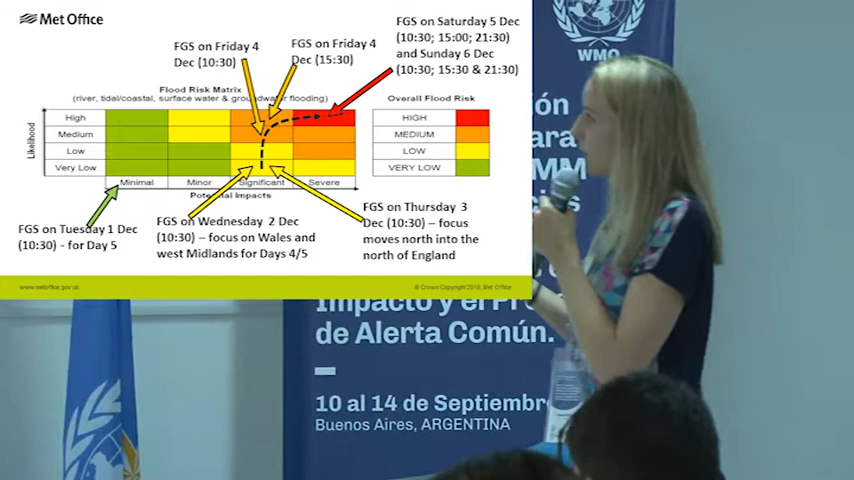 Met Office
FGS on Friday 4
Dec (10:30)
FGS on Friday 4
Dec (15:30)
FGS on Saturday 5 Dec
(10:30; 15:00; 21:30)
and Sunday 6 Dec
(10:30; 15:30 & 21:30)
Flood Risk Matrix
(river, tidal/coastal, surface water & groundwater flooding)
Likelihood
High
Medium
Low
Very Low
Minimal
Minor
Significant
Severe
Potential Impacts
Overall Flood Risk
HIGH
MEDIUM
LOW
VERY LOW
FGS on Tuesday 1 Dec
(10:30) - for Day 5
FGS on Wednesday 2 Dec
(10:30) – focus on Wales and
west Midlands for Days 4/5
FGS on Thursday 3
Dec (10:30) – focus
moves north into the
north of England
www.metoffice.gov.uk
© Crown Copyright 2018, Met Office
WMO
Impacto y el
de Alerta Común.
10 al 14 de Septiembre
Buenos Aires, ARGENTINA